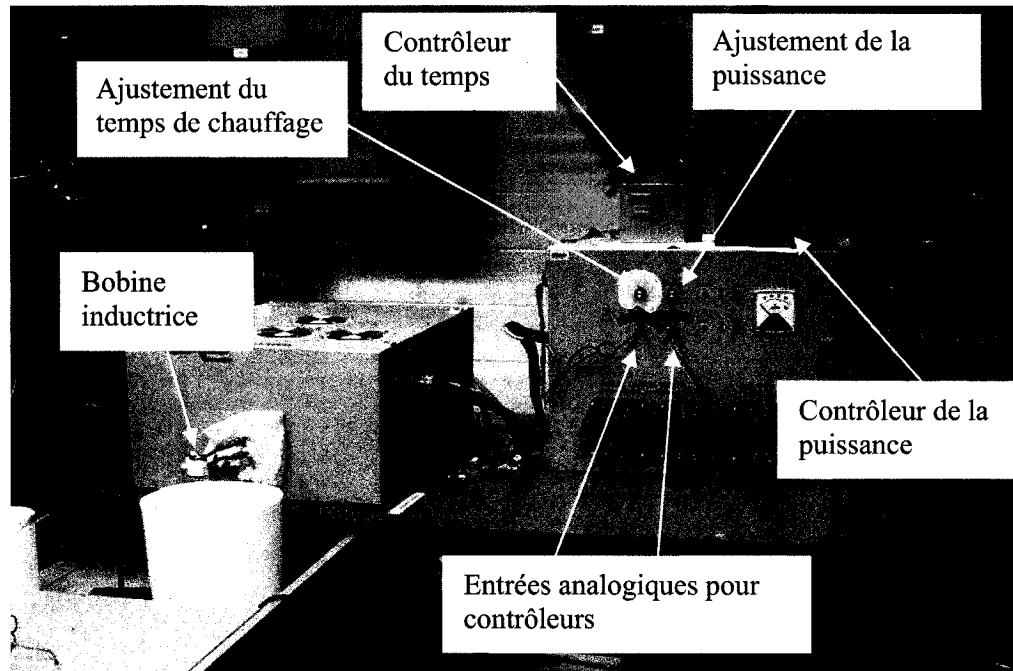 Contrôleur
du temps
Ajustement de la
puissance
Ajustement du
temps de chauffage
Bobine
inductrice
Contrôleur de la
puissance
Entrées analogiques pour
contrôleurs